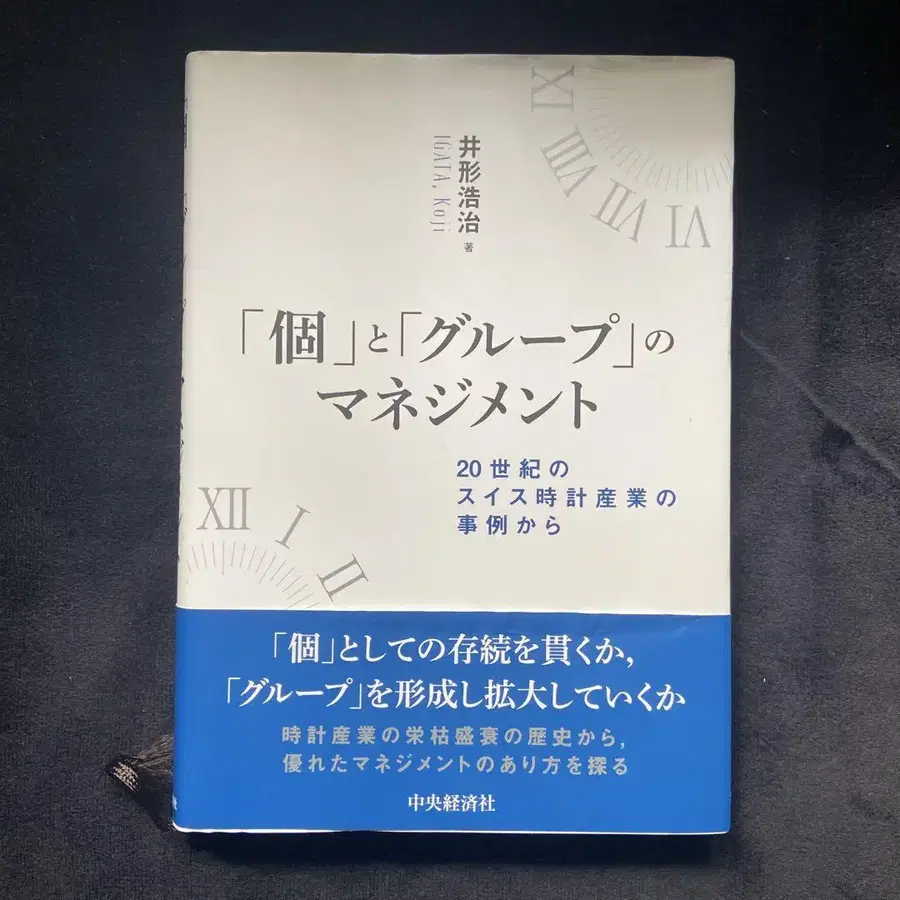 IX
VIII
VII
VI
井形浩治 著
IGATA, Koji
「個」と「グループ」の
マネジメント
20世紀の
スイス時計産業の
事例から
XII
I
II
「個」としての存続を貫くか,
「グループ」を形成し拡大していくか
時計産業の栄枯盛衰の歴史から,
優れたマネジメントのあり方を探る
中央経済社